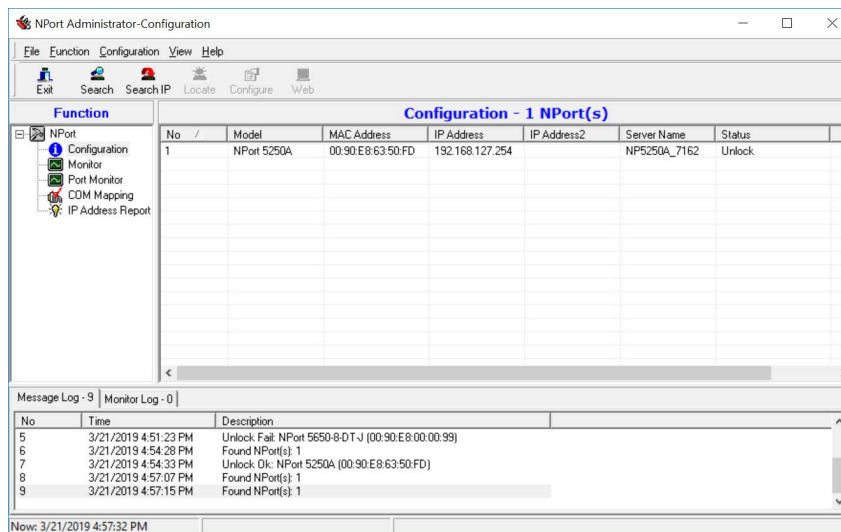 NPort Administrator-Configuration
File Function Configuration View Help
Exit Search Search IP Locate Configure Web
Function
Configuration - 1 NPort(s)
NPort
Configuration
Monitor
Port Monitor
COM Mapping
IP Address Report
No / Model MAC Address IP Address IP Address2 Server Name Status
1 NPort 5250A 00:90:E8:63:50:FD 192.168.127.254 NP5250A_7162 Unlock
Message Log - 9 Monitor Log - 0
No Time Description
5 3/21/2019 4:51:23 PM Unlock Fail: NPort 5650-8-DT-J (00:90:E8:00:00:99)
6 3/21/2019 4:54:28 PM Found NPort(s): 1
7 3/21/2019 4:54:33 PM Unlock Ok: NPort 5250A (00:90:E8:63:50:FD)
8 3/21/2019 4:57:07 PM Found NPort(s): 1
9 3/21/2019 4:57:15 PM Found NPort(s): 1
Now: 3/21/2019 4:57:32 PM